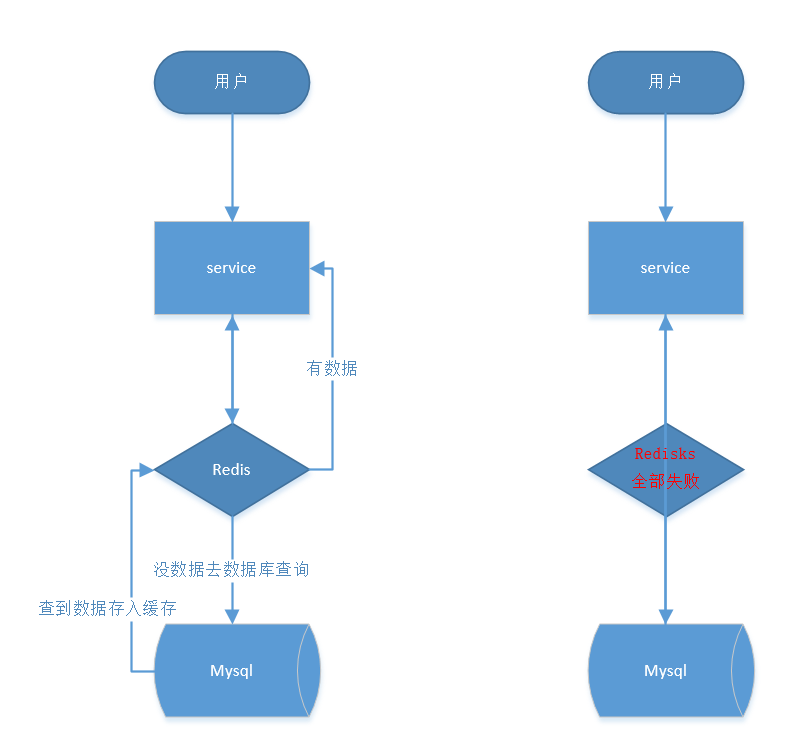 用户
service
有数据
Redis
没数据去数据库查询
查到数据存入缓存
Mysql
用户
service
Redisks
全部失败
Mysql